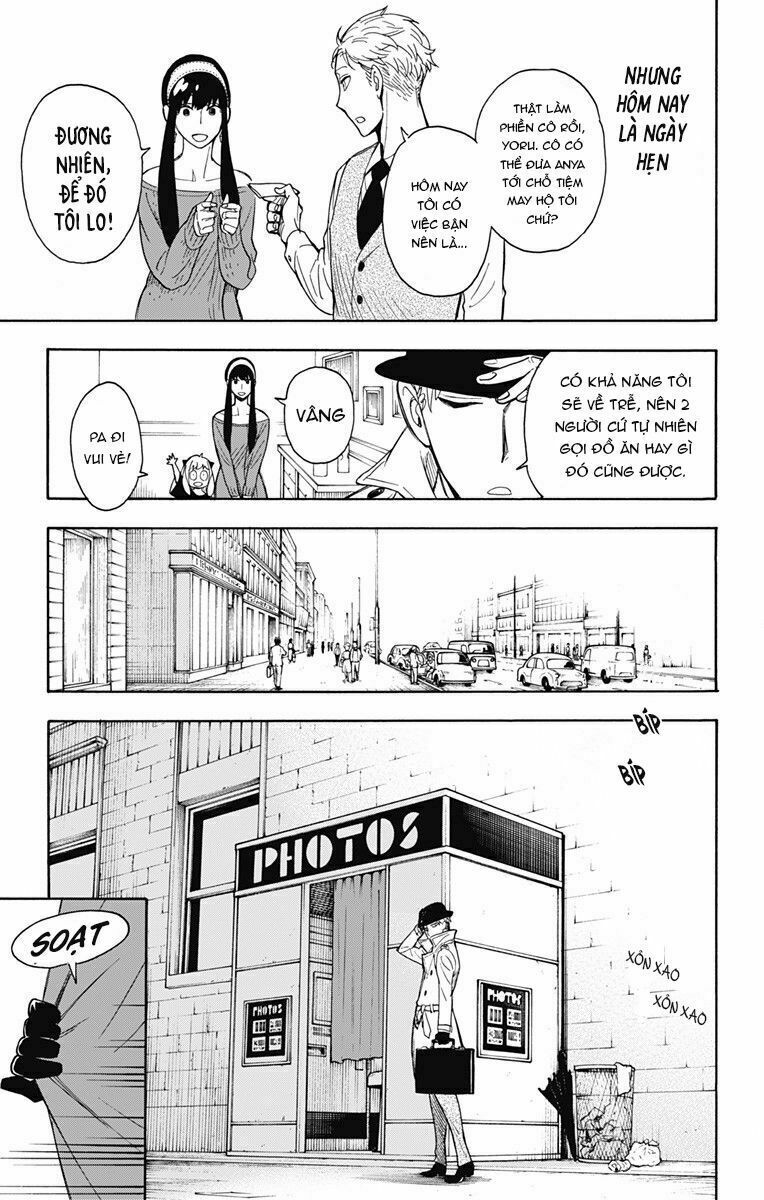 NHƯNG
HÔM NAY
LÀ NGÀY
HẸN
THẬT LÀM
PHIỀN CÔ RỒI,
YORU. CÔ CÓ
THỂ ĐƯA ANYA
TỚI CHỖ TIỆM
MAY HỘ TÔI
CHỨ?
HÔM NAY
TÔI CÓ
VIỆC BẬN
NÊN LÀ...
ĐƯƠNG
NHIÊN,
ĐỂ ĐÓ
TÔI LO!
CÓ KHẢ NĂNG TÔI
SẼ VỀ TRỄ, NÊN 2
NGƯỜI CỨ TỰ NHIÊN
GỌI ĐỒ ĂN HAY GÌ
ĐÓ CŨNG ĐƯỢC.
VÂNG
PA ĐI
VUI VẺ!
BÍP
BÍP
PHOTOS
PHOTOS
PHOTOS
XÔN XAO
XÔN XAO
SOẠT